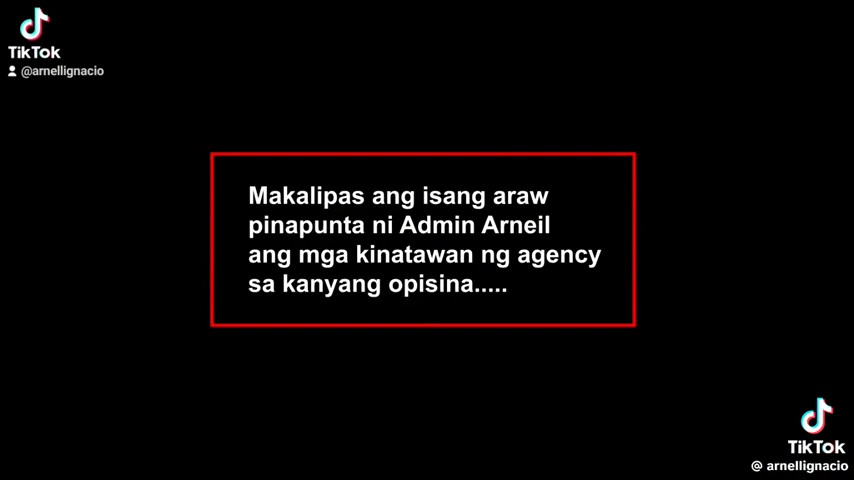 TikTok
@arnellignacio
Makalipas ang isang araw
pinapunta ni Admin Arneil
ang mga kinatawan ng agency
sa kanyang opisina.....
TikTok
@ arnellignacio